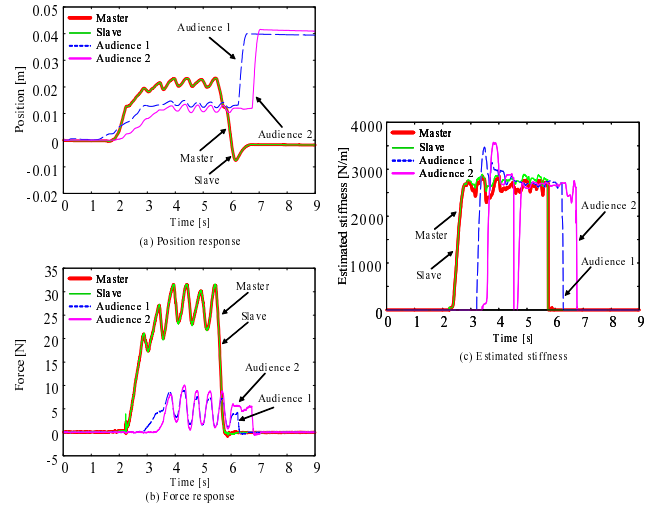 Master
Slave
Audience 1
Audience 2
Position [m]
0.05
0.04
0.03
0.02
0.01
0
-0.01
-0.02
Audience 1
Audience 2
Master
Slave
0 1 2 3 4 5 6 7 8 9
Time [s]
(a) Position response
Master
Slave
Audience 1
Audience 2
Force [N]
35
30
25
20
15
10
5
0
-5
Master
Slave
Audience 2
Audience 1
0 1 2 3 4 5 6 7 8 9
Time [s]
(b) Force response
Master
Slave
Audience 1
Audience 2
Estimated stiffness [N/m]
4000
3000
2000
1000
0
Master
Slave
Audience 2
Audience 1
0 1 2 3 4 5 6 7 8 9
Time [s]
(c) Estimated stiffness